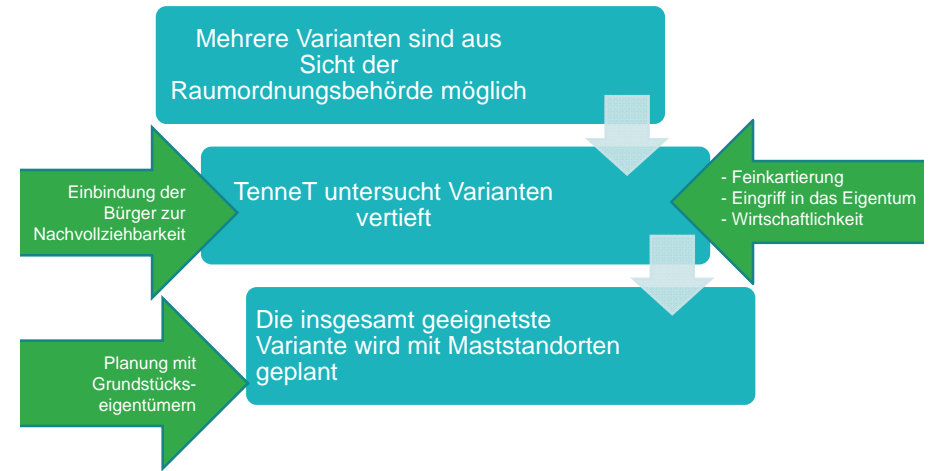 Mehrere Varianten sind aus
Sicht der
Raumordnungsbehörde möglich
Einbindung der
Bürger zur
Nachvollziehbarkeit
TenneT untersucht Varianten
vertieft
- Feinkartierung
- Eingriff in das Eigentum
- Wirtschaftlichkeit
Planung mit
Grundstücks-
eigentümern
Die insgesamt geeignetste
Variante wird mit Maststandorten
geplant